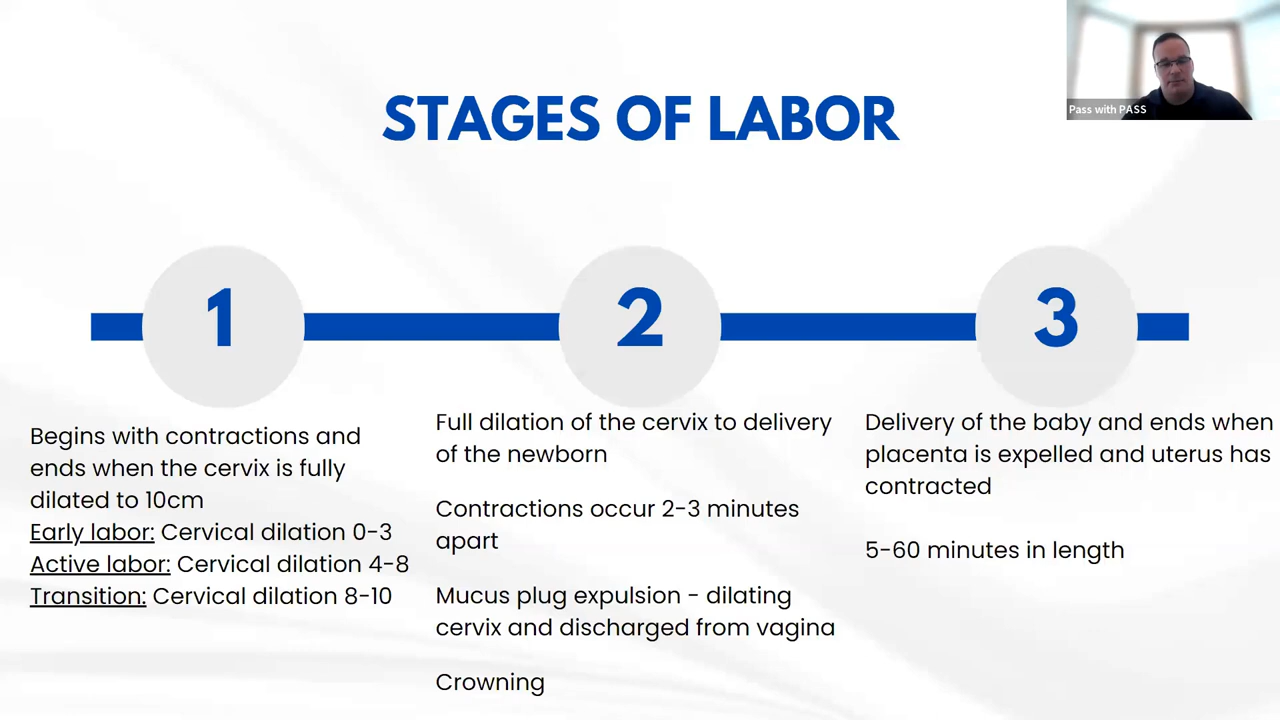 Pass with PASS
STAGES OF LABOR
1
2
3
Begins with contractions and
ends when the cervix is fully
dilated to 10cm
Early labor: Cervical dilation 0-3
Active labor: Cervical dilation 4-8
Transition: Cervical dilation 8-10
Full dilation of the cervix to delivery
of the newborn
Contractions occur 2-3 minutes
apart
Mucus plug expulsion - dilating
cervix and discharged from vagina
Crowning
Delivery of the baby and ends when
placenta is expelled and uterus has
contracted
5-60 minutes in length